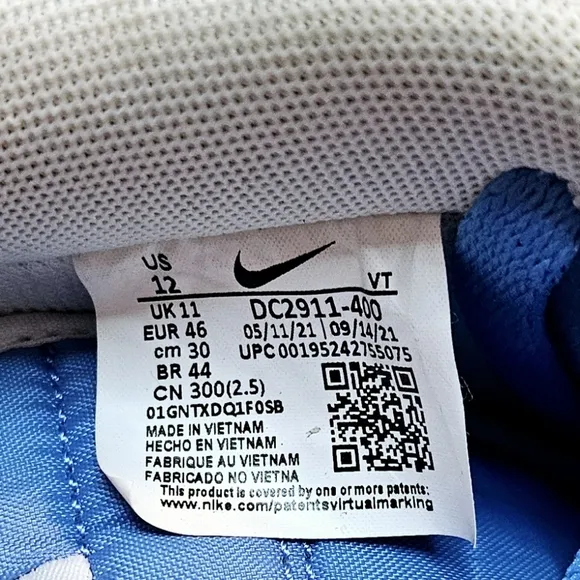 US
12 VT
UK 11 DC2911-400
EUR 46 05/11/21 09/14/21
cm 30 UPC 00195242755075
BR 44
CN 300(2.5)
01GNTXDQ1F0SB
MADE IN VIETNAM
HECHO EN VIETNAM
FABRIQUE AU VIETNAM
FABRICADO NO VIETNA
This product is covered by one or more patents:
www.nike.com/patentsvirtualmarking